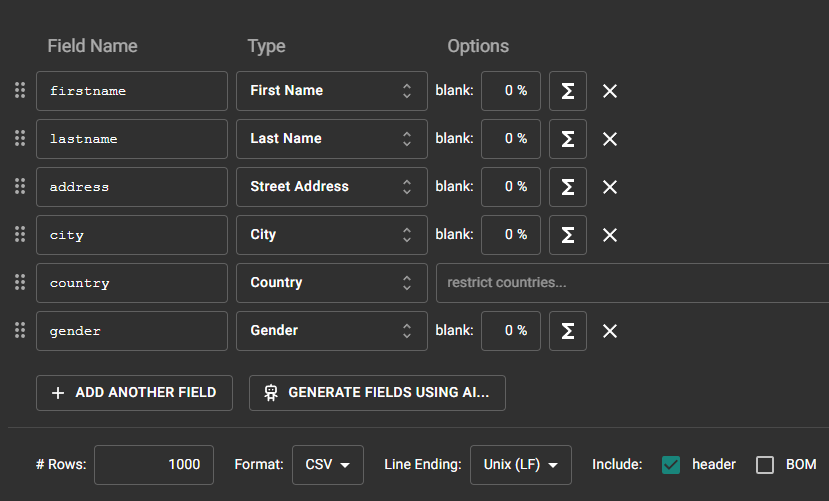 Field Name Type Options
firstname First Name blank: 0 % Σ
lastname Last Name blank: 0 % Σ
address Street Address blank: 0 % Σ
city City blank: 0 % Σ
country Country restrict countries...
gender Gender blank: 0 % Σ
ADD ANOTHER FIELD GENERATE FIELDS USING AI...
# Rows: 1000 Format: CSV Line Ending: Unix (LF) Include: header BOM